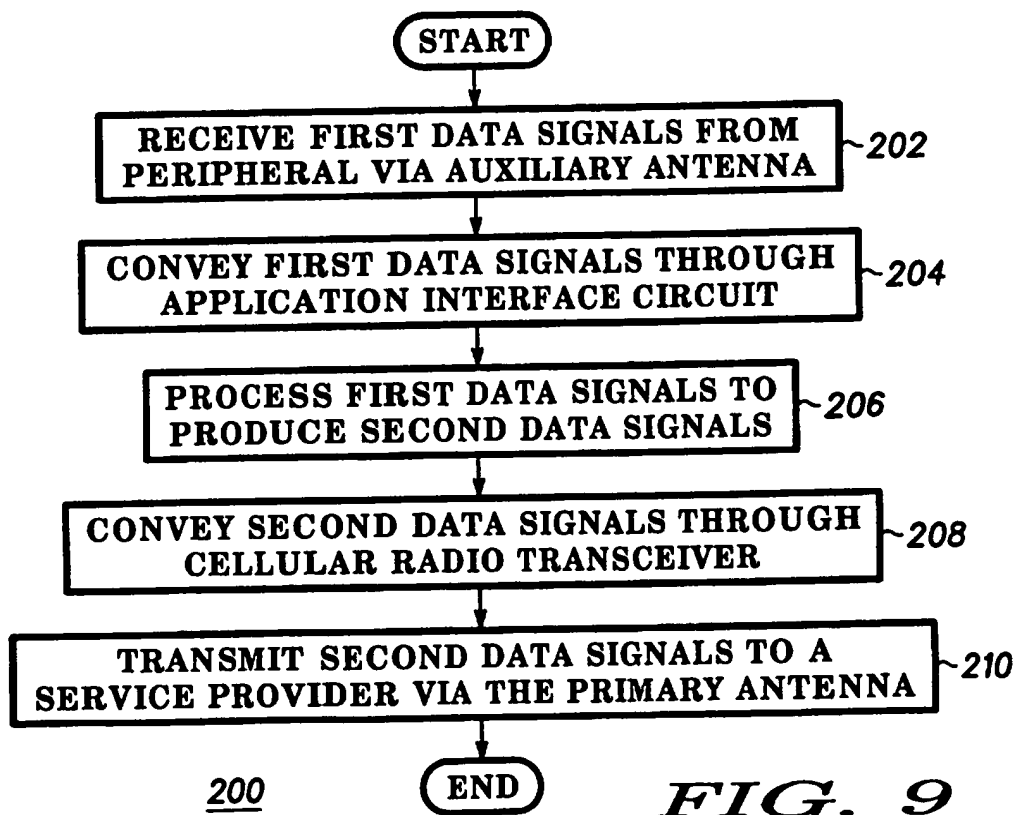 START
RECEIVE FIRST DATA SIGNALS FROM
PERIPHERAL VIA AUXILIARY ANTENNA
202
CONVEY FIRST DATA SIGNALS THROUGH
APPLICATION INTERFACE CIRCUIT
204
PROCESS FIRST DATA SIGNALS TO
PRODUCE SECOND DATA SIGNALS
206
CONVEY SECOND DATA SIGNALS THROUGH
CELLULAR RADIO TRANSCEIVER
208
TRANSMIT SECOND DATA SIGNALS TO A
SERVICE PROVIDER VIA THE PRIMARY ANTENNA
210
END
200
FIG. 9